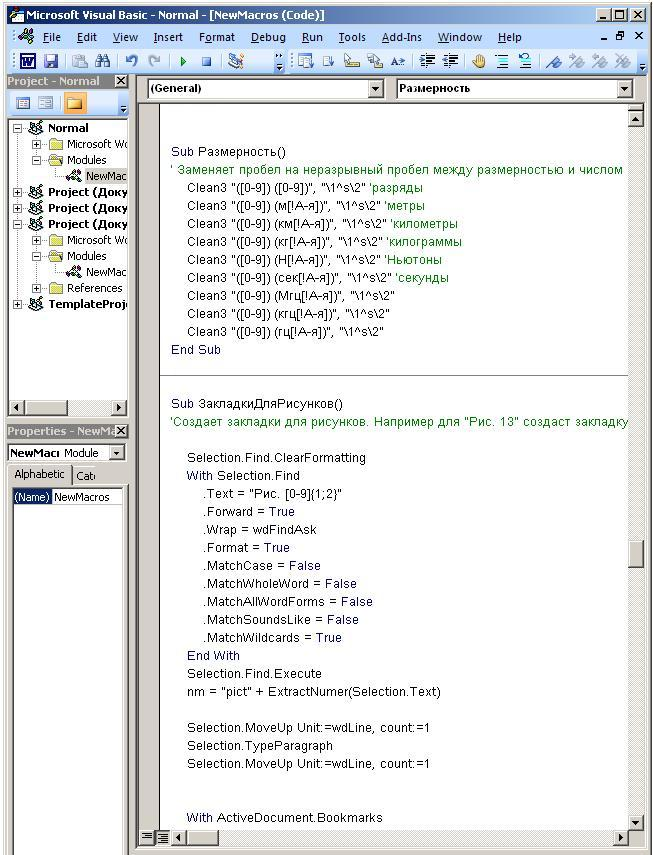 Microsoft Visual Basic - Normal - [NewMacros (Code)]
File Edit View Insert Format Debug Run Tools Add-Ins Window Help
Project - Normal
(General)
Размерность
Normal
Microsoft Wo
Modules
NewMac
Project (Доку
Project (Доку
Project (Доку
Microsoft Wo
Modules
NewMac
References
TemplateProj
Properties - NewMa
NewMaci Module
Alphabetic Cat
(Name) NewMacros
Sub Размерность()
' Заменяет пробел на неразрывный пробел между размерностью и числом
Clean3 "([0-9]) ([0-9])", "\1^s\2" 'разряды
Clean3 "([0-9]) (м[!А-я])", "\1^s\2" 'метры
Clean3 "([0-9]) (км[!А-я])", "\1^s\2" 'километры
Clean3 "([0-9]) (кг[!А-я])", "\1^s\2" 'килограммы
Clean3 "([0-9]) (Н[!А-я])", "\1^s\2" 'Ньютоны
Clean3 "([0-9]) (сек[!А-я])", "\1^s\2" 'секунды
Clean3 "([0-9]) (Мгц[!А-я])", "\1^s\2"
Clean3 "([0-9]) (кгц[!А-я])", "\1^s\2"
Clean3 "([0-9]) (гц[!А-я])", "\1^s\2"
End Sub
Sub ЗакладкиДляРисунков()
'Создает закладки для рисунков. Например для "Рис. 13" создаст закладку
Selection.Find.ClearFormatting
With Selection.Find
.Text = "Рис. [0-9]{1;2}"
.Forward = True
.Wrap = wdFindAsk
.Format = True
.MatchCase = False
.MatchWholeWord = False
.MatchAllWordForms = False
.MatchSoundsLike = False
.MatchWildcards = True
End With
Selection.Find.Execute
nm = "pict" + ExtractNumer(Selection.Text)
Selection.MoveUp Unit:=wdLine, count:=1
Selection.TypeParagraph
Selection.MoveUp Unit:=wdLine, count:=1
With ActiveDocument.Bookmarks